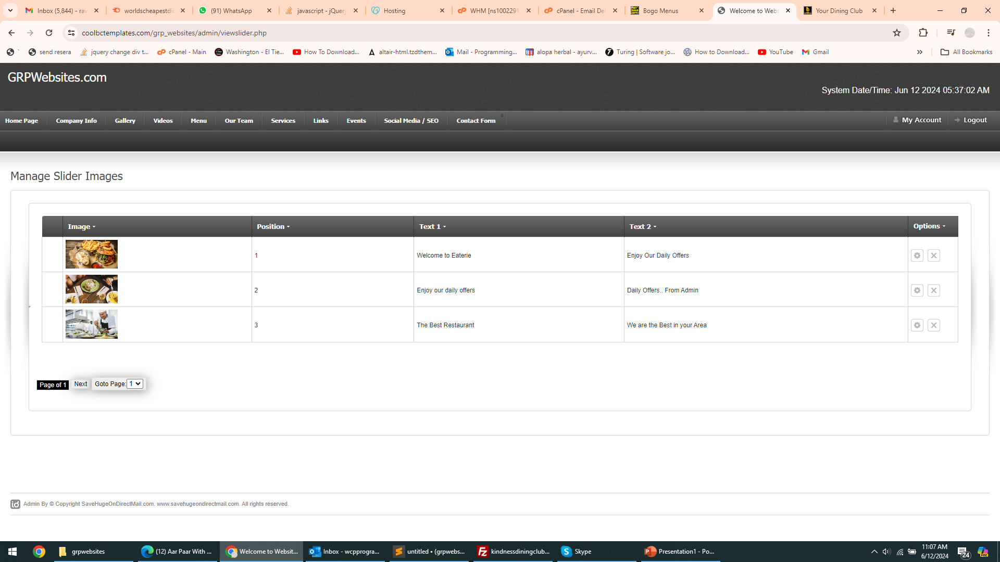 Inbox (5,844) - rav
worldscheapestdi
(91) WhatsApp
javascript - jQuery
Hosting
WHM [ns1002291
cPanel - Email Del
Bogo Menus
Welcome to Webs
Your Dining Club
coolbctemplates.com/grp_websites/admin/viewslider.php
send resera
jquery change div t...
cPanel - Main
Washington - El Tie...
How To Download...
altair-html.tzdthem...
Mail - Programming...
alopa herbal - ayurv...
Turing | Software jo...
How to Download...
YouTube
Gmail
All Bookmarks
GRPWebsites.com
System Date/Time: Jun 12 2024 05:37:02 AM
Home Page Company Info Gallery Videos Menu Our Team Services Links Events Social Media / SEO Contact Form s My Account Logout
Manage Slider Images
Image Position Text 1 Text 2 Options
1 Welcome to Eaterie Enjoy Our Daily Offers
2 Enjoy our daily offers Daily Offers.. From Admin
3 The Best Restaurant We are the Best in your Area
Page of 1 Next Goto Page: 1
Admin By © Copyright SaveHugeOnDirectMail.com. www.savehugeondirectmail.com. All rights reserved.
grpwebsites
(12) Aar Paar With ...
Welcome to Websit...
Inbox - wcpprogra...
untitled • (grpwebs...
kindnessdiningclub...
Skype
Presentation1 - Po...
11:07 AM
6/12/2024
24